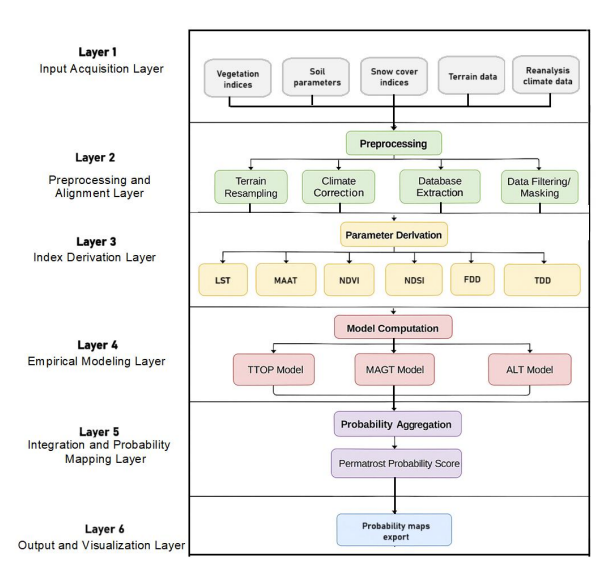 Layer 1
Input Acquisition Layer
Vegetation
indices
Soil
parameters
Snow cover
indices
Terrain data
Reanalysis
climate data
Layer 2
Preprocessing and
Alignment Layer
Preprocessing
Terrain
Resampling
Climate
Correction
Database
Extraction
Data Filtering/
Masking
Layer 3
Index Derivation Layer
Parameter Derivation
LST
MAAT
NDVI
NDSI
FDD
TDD
Layer 4
Empirical Modeling Layer
Model Computation
TTOP Model
MAGT Model
ALT Model
Layer 5
Integration and Probability
Mapping Layer
Probability Aggregation
Permatrost Probability Score
Layer 6
Output and Visualization Layer
Probability maps
export